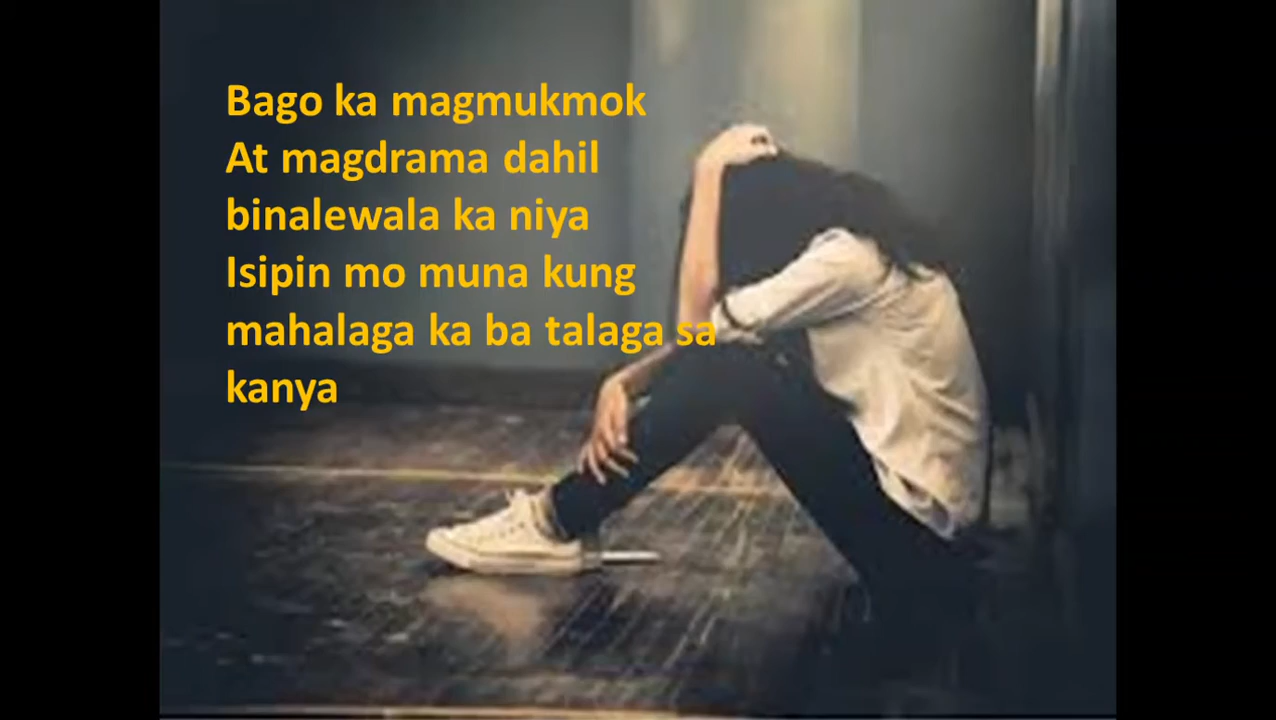 Bago ka magmukmok
At magdrama dahil
binalewala ka niya
Isipin mo muna kung
mahalaga ka ba talaga sa
kanya